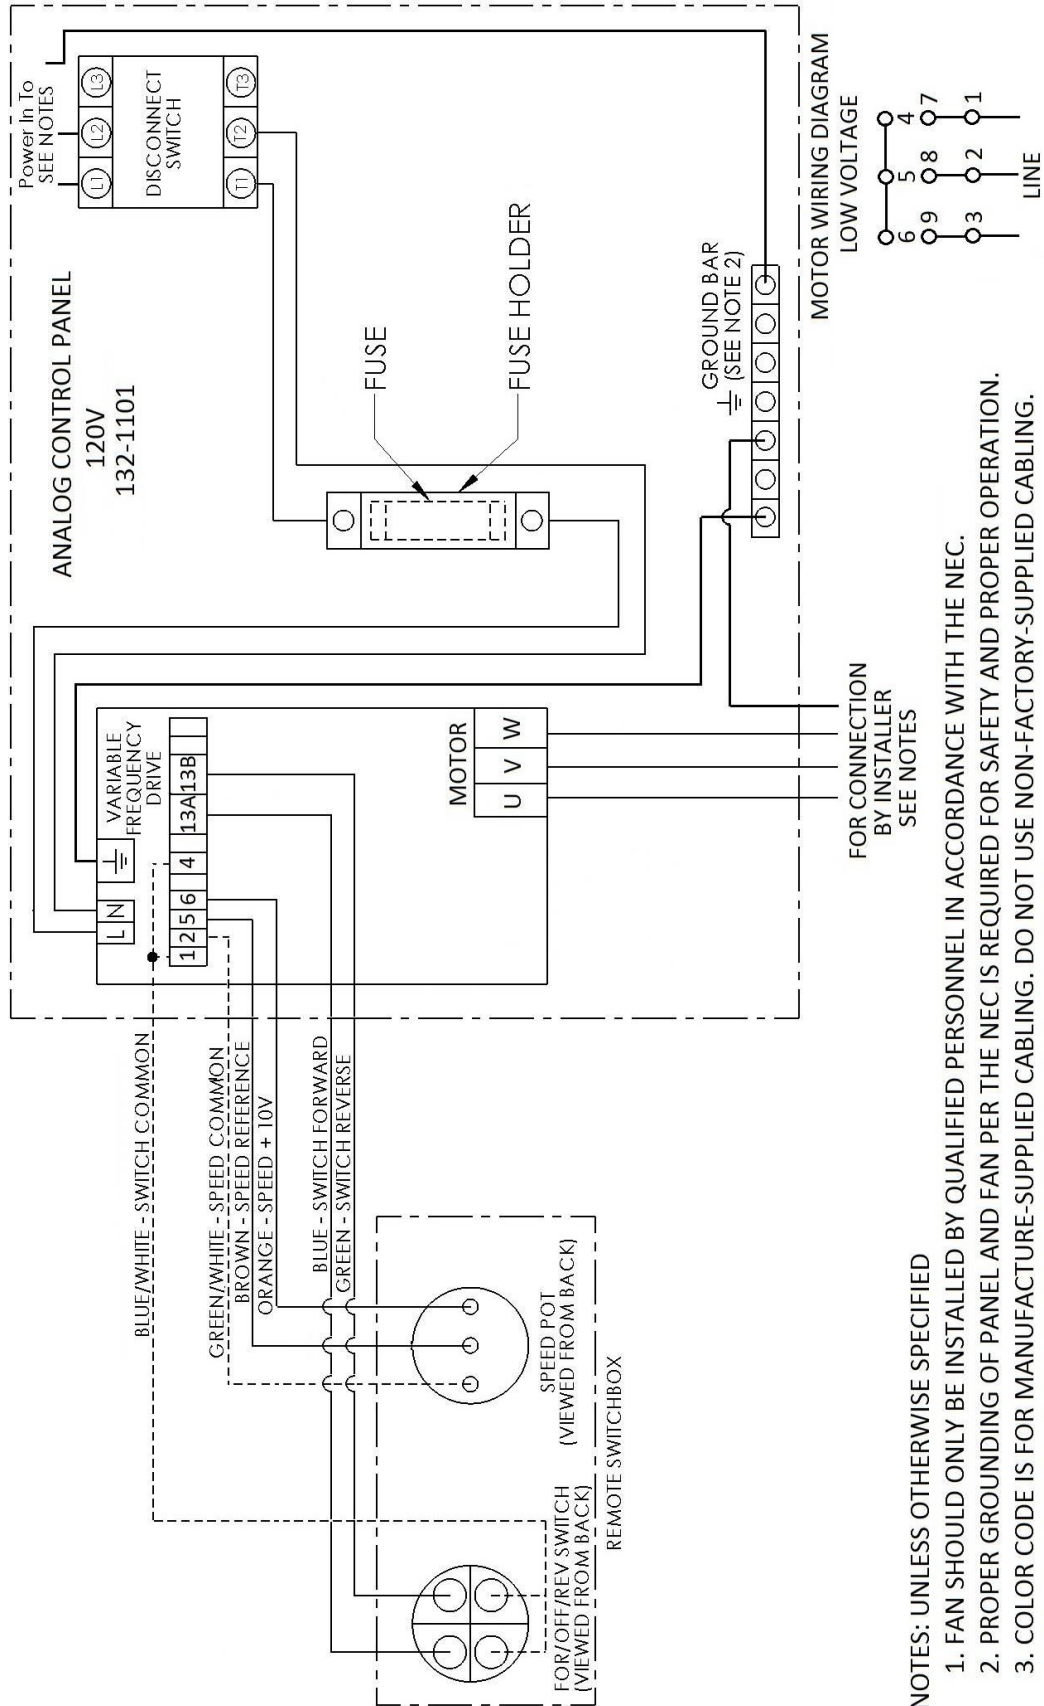 ANALOG CONTROL PANEL
120V
132-1101
Power In To
SEE NOTES
L1 L2 L3
DISCONNECT
SWITCH
T1 T2 T3
FUSE
FUSE HOLDER
GROUND BAR
(SEE NOTE 2)
VARIABLE
FREQUENCY
DRIVE
L N
1 2 5 6 4 13A 13B
MOTOR
U V W
FOR CONNECTION
BY INSTALLER
SEE NOTES
BLUE/WHITE - SWITCH COMMON
GREEN/WHITE - SPEED COMMON
BROWN - SPEED REFERENCE
ORANGE - SPEED + 10V
BLUE - SWITCH FORWARD
GREEN - SWITCH REVERSE
FOR/OFF/REV SWITCH
(VIEWED FROM BACK)
SPEED POT
(VIEWED FROM BACK)
REMOTE SWITCHBOX
MOTOR WIRING DIAGRAM
LOW VOLTAGE
6 5 4
9 8 7
3 2 1
LINE
NOTES: UNLESS OTHERWISE SPECIFIED
1. FAN SHOULD ONLY BE INSTALLED BY QUALIFIED PERSONNEL IN ACCORDANCE WITH THE NEC.
2. PROPER GROUNDING OF PANEL AND FAN PER THE NEC IS REQUIRED FOR SAFETY AND PROPER OPERATION.
3. COLOR CODE IS FOR MANUFACTURE-SUPPLIED CABLING. DO NOT USE NON-FACTORY-SUPPLIED CABLING.